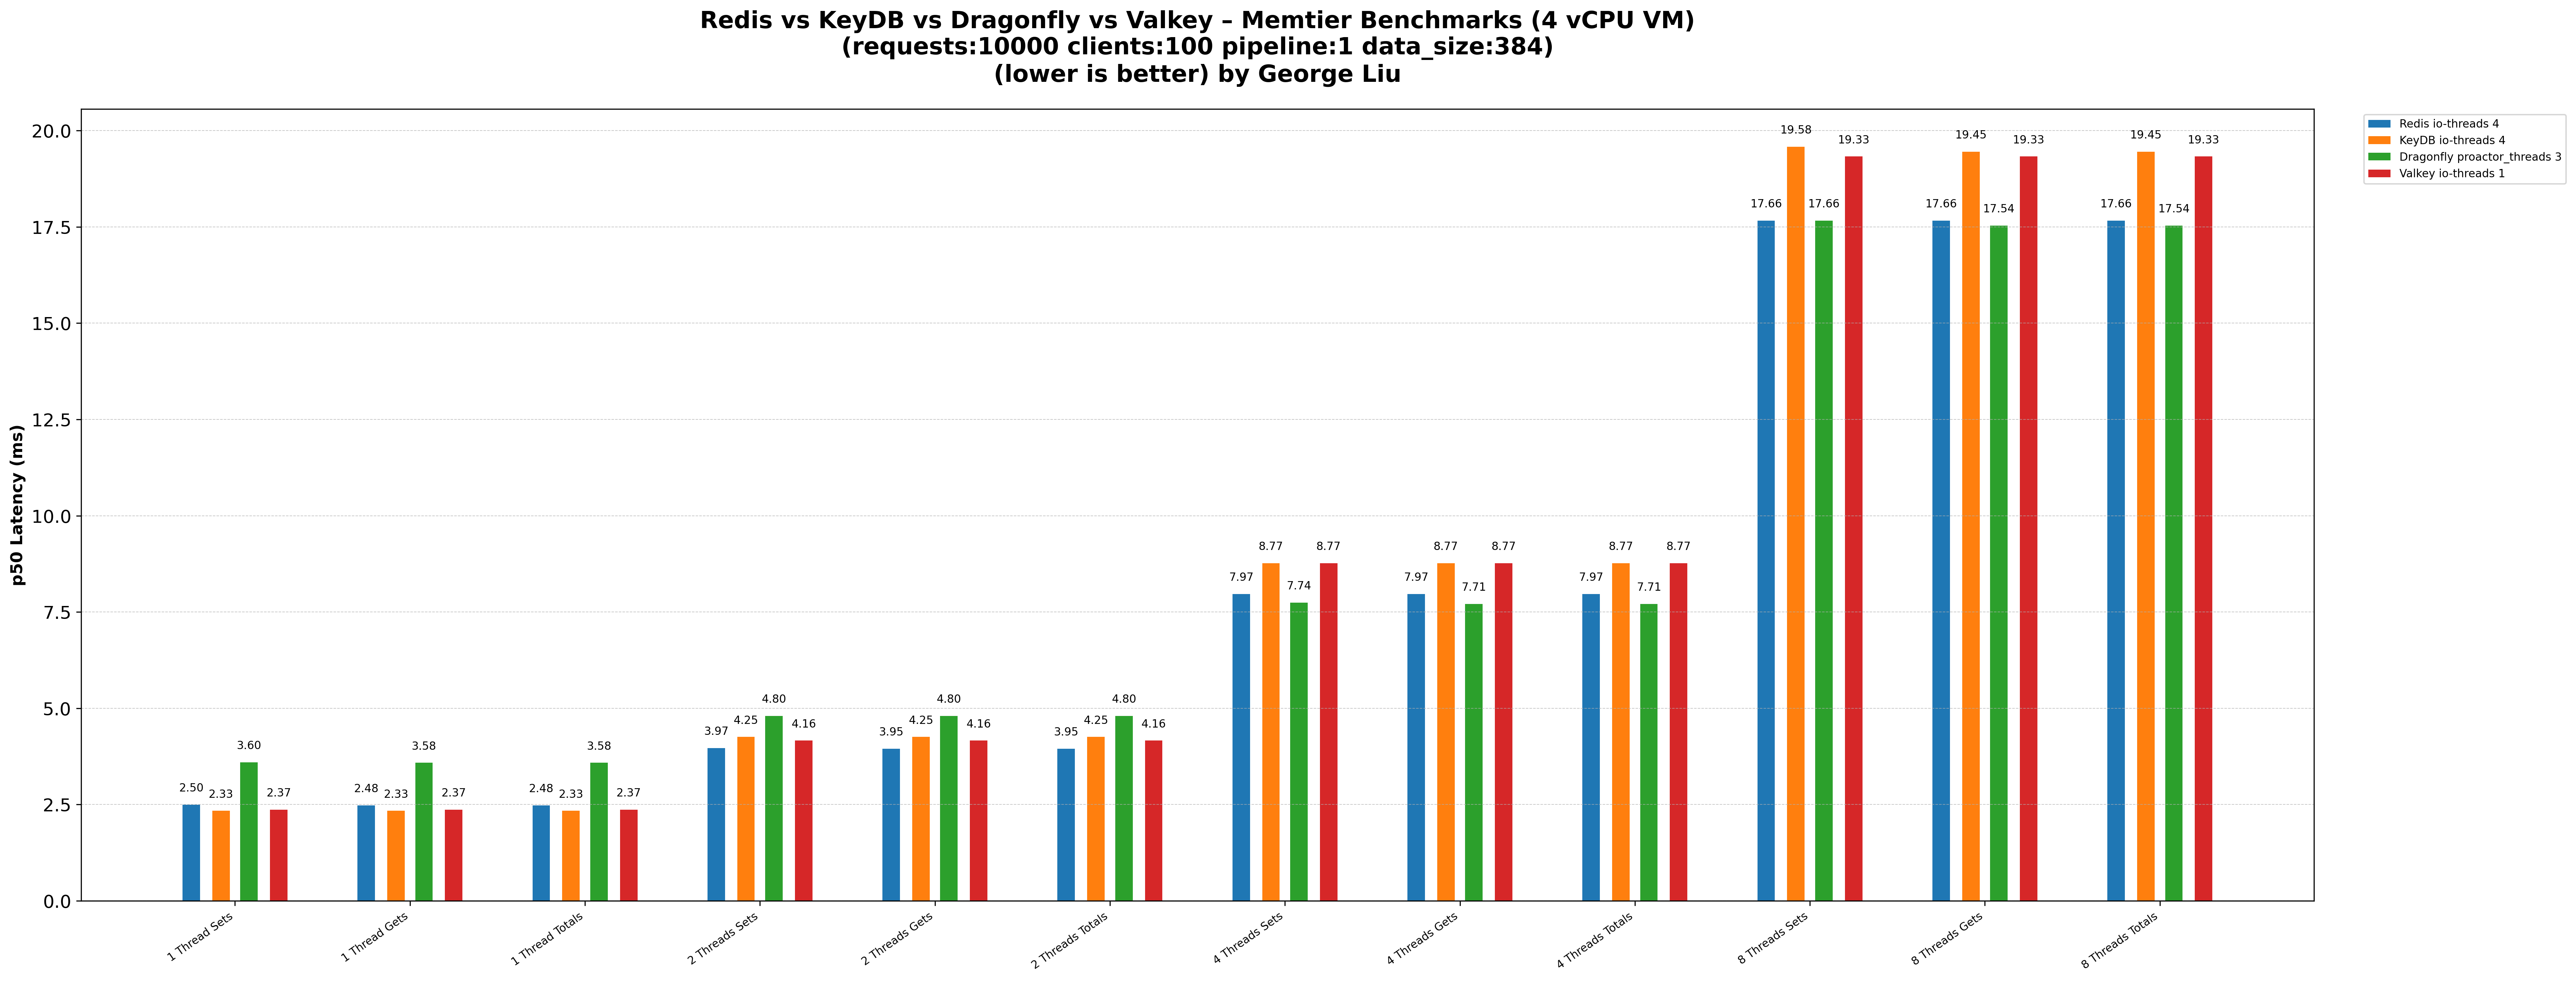 Redis vs KeyDB vs Dragonfly vs Valkey – Memtier Benchmarks (4 vCPU VM)
(requests:10000 clients:100 pipeline:1 data_size:384)
(lower is better) by George Liu
p50 Latency (ms)
20.0
17.5
15.0
12.5
10.0
7.5
5.0
2.5
0.0
2.50 2.33 3.60 2.37
2.48 2.33 3.58 2.37
2.48 2.33 3.58 2.37
3.97 4.25 4.80 4.16
3.95 4.25 4.80 4.16
3.95 4.25 4.80 4.16
7.97 8.77 7.74 8.77
7.97 8.77 7.71 8.77
7.97 8.77 7.71 8.77
17.66 19.58 17.66 19.33
17.66 19.45 17.54 19.33
17.66 19.45 17.54 19.33
1 Thread Sets
1 Thread Gets
1 Thread Totals
2 Threads Sets
2 Threads Gets
2 Threads Totals
4 Threads Sets
4 Threads Gets
4 Threads Totals
8 Threads Sets
8 Threads Gets
8 Threads Totals
Redis io-threads 4
KeyDB io-threads 4
Dragonfly proactor_threads 3
Valkey io-threads 1